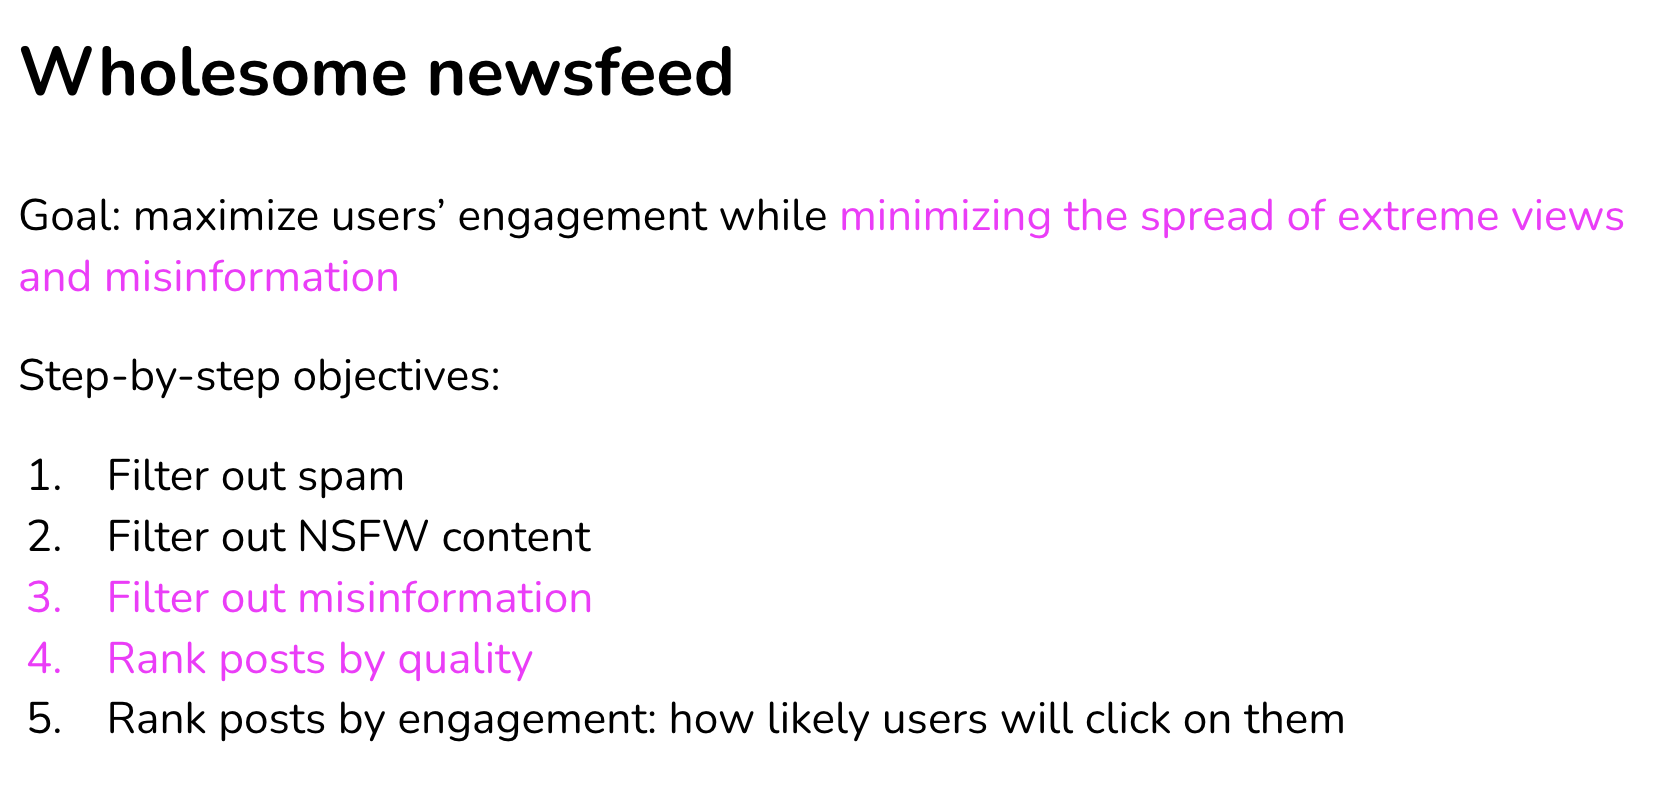 Wholesome newsfeed
Goal: maximize users’ engagement while minimizing the spread of extreme views
and misinformation
Step-by-step objectives:
1. Filter out spam
2. Filter out NSFW content
3. Filter out misinformation
4. Rank posts by quality
5. Rank posts by engagement: how likely users will click on them